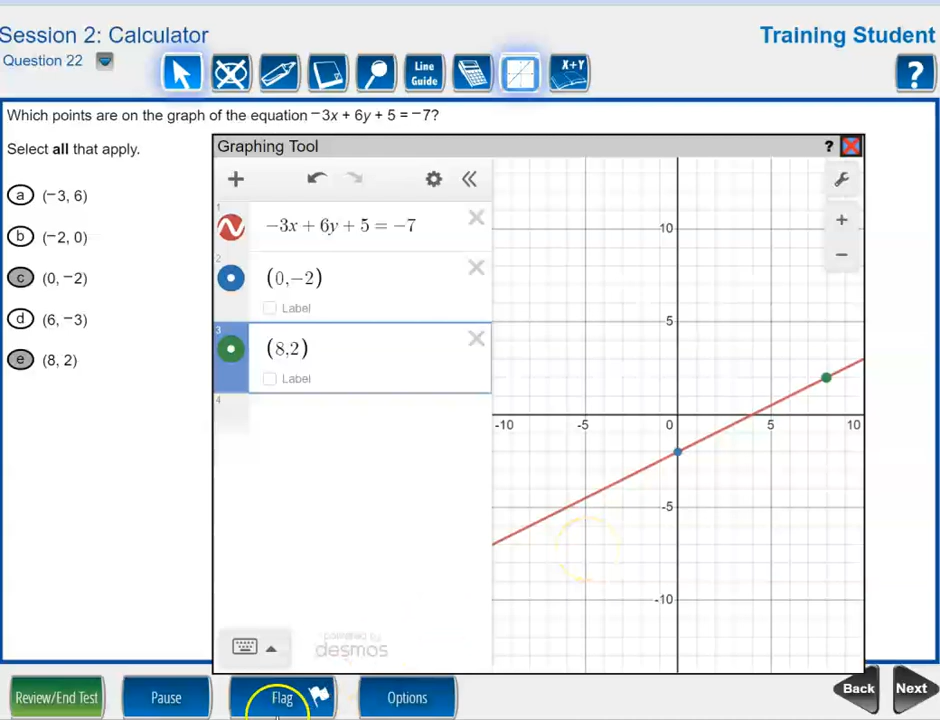 Session 2: Calculator
Training Student
Question 22
Line Guide
X+Y
?
Which points are on the graph of the equation −3x + 6y + 5 = −7?
Select all that apply.
a (−3, 6)
b (−2, 0)
c (0, −2)
d (6, −3)
e (8, 2)
Graphing Tool
?
1
−3x + 6y + 5 = −7
2
(0,−2)
Label
3
(8,2)
Label
4
10
5
-10 -5 0 5 10
-5
-10
powered by
desmos
Review/End Test
Pause
Flag
Options
Back
Next